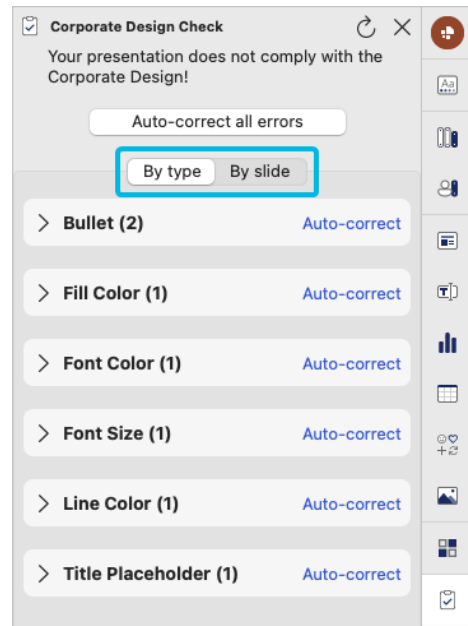 Corporate Design Check
Your presentation does not comply with the
Corporate Design!
Auto-correct all errors
By type By slide
Bullet (2) Auto-correct
Fill Color (1) Auto-correct
Font Color (1) Auto-correct
Font Size (1) Auto-correct
Line Color (1) Auto-correct
Title Placeholder (1) Auto-correct
Aa
T